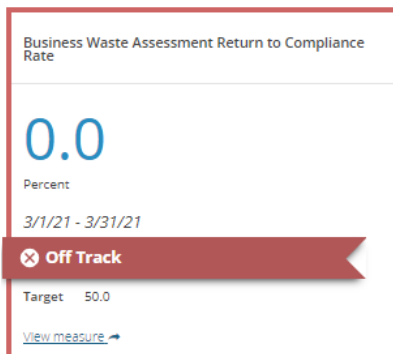 Business Waste Assessment Return to Compliance
Rate
0.0
Percent
3/1/21 - 3/31/21
Off Track
Target 50.0
View measure